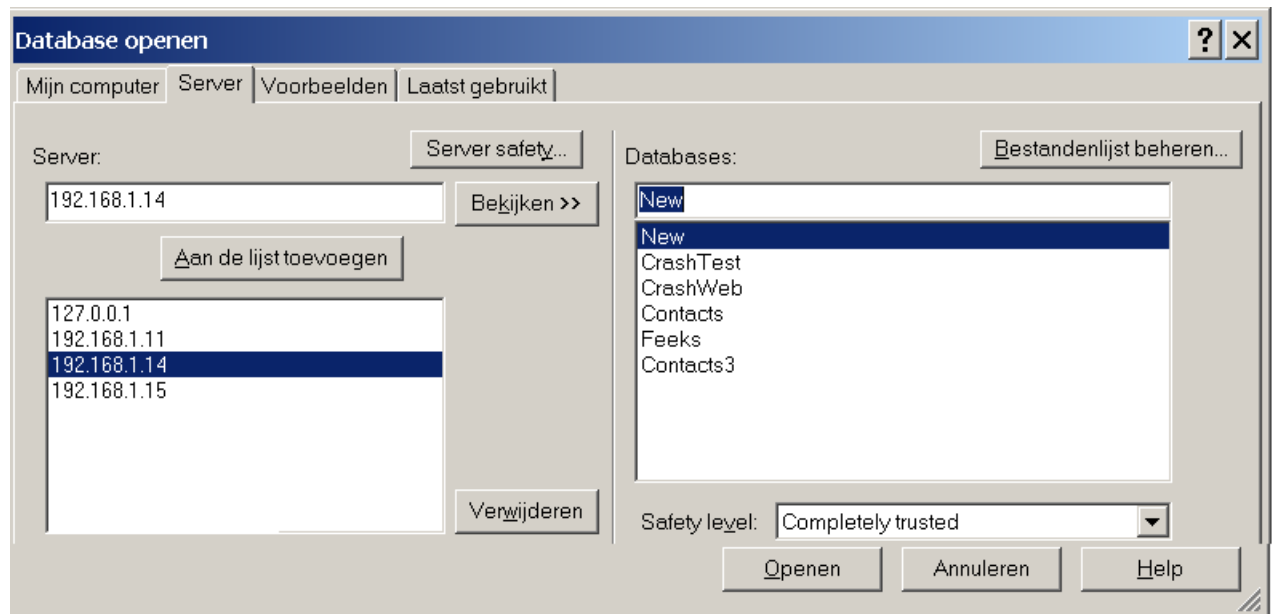 Database openen
Mijn computer Server Voorbeelden Laatst gebruikt
Server:
Server safety...
192.168.1.14
Bekijken >>
Aan de lijst toevoegen
127.0.0.1
192.168.1.11
192.168.1.14
192.168.1.15
Verwijderen
Databases:
Bestandenlijst beheren...
New
New
CrashTest
CrashWeb
Contacts
Feeks
Contacts3
Safety level: Completely trusted
Openen Annuleren Help